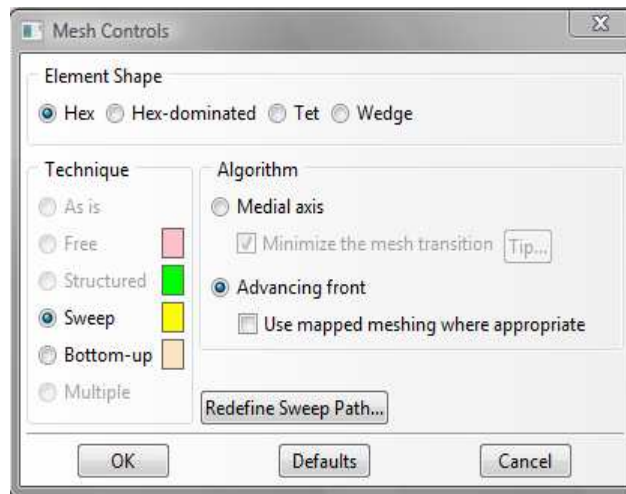 Mesh Controls
Element Shape
Hex Hex-dominated Tet Wedge
Technique
As is
Free
Structured
Sweep
Bottom-up
Multiple
Algorithm
Medial axis
Minimize the mesh transition Tip...
Advancing front
Use mapped meshing where appropriate
Redefine Sweep Path...
OK Defaults Cancel